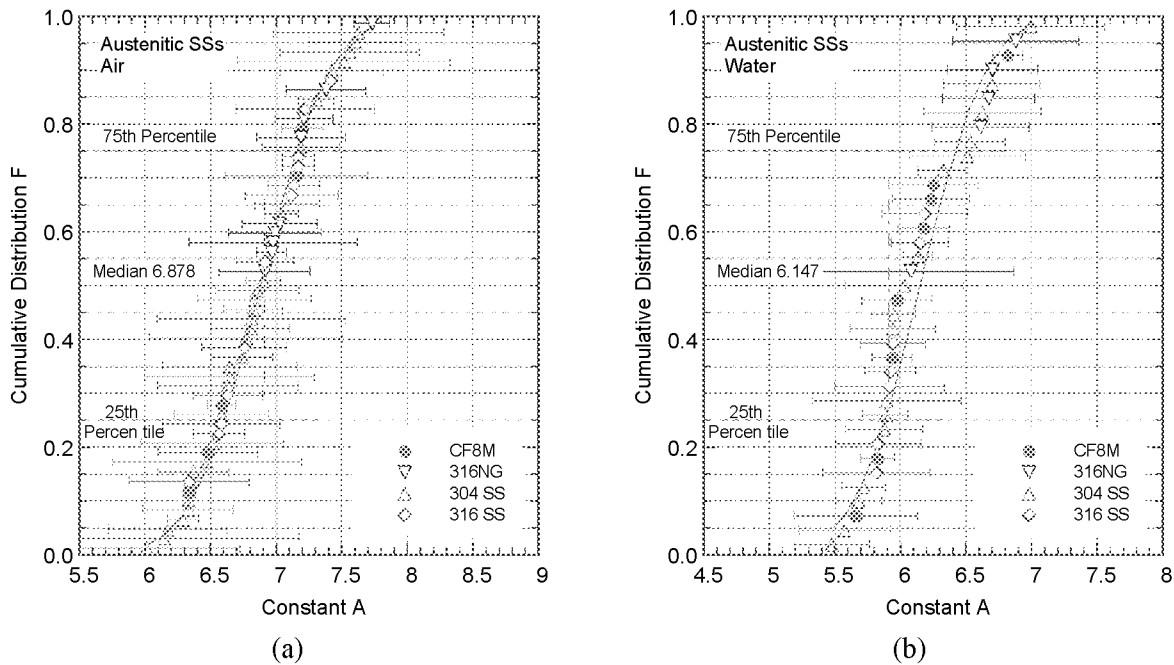 Austenitic SSs
Air
75th Percentile
Median 6.878
25th
Percen tile
CF8M
316NG
304 SS
316 SS
1.0
0.8
0.6
0.4
0.2
0.0
Cumulative Distribution F
5.5 6 6.5 7 7.5 8 8.5 9
Constant A
(a)
Austenitic SSs
Water
75th Percentile
Median 6.147
25th
Percen tile
CF8M
316NG
304 SS
316 SS
1.0
0.8
0.6
0.4
0.2
0.0
Cumulative Distribution F
4.5 5 5.5 6 6.5 7 7.5 8
Constant A
(b)